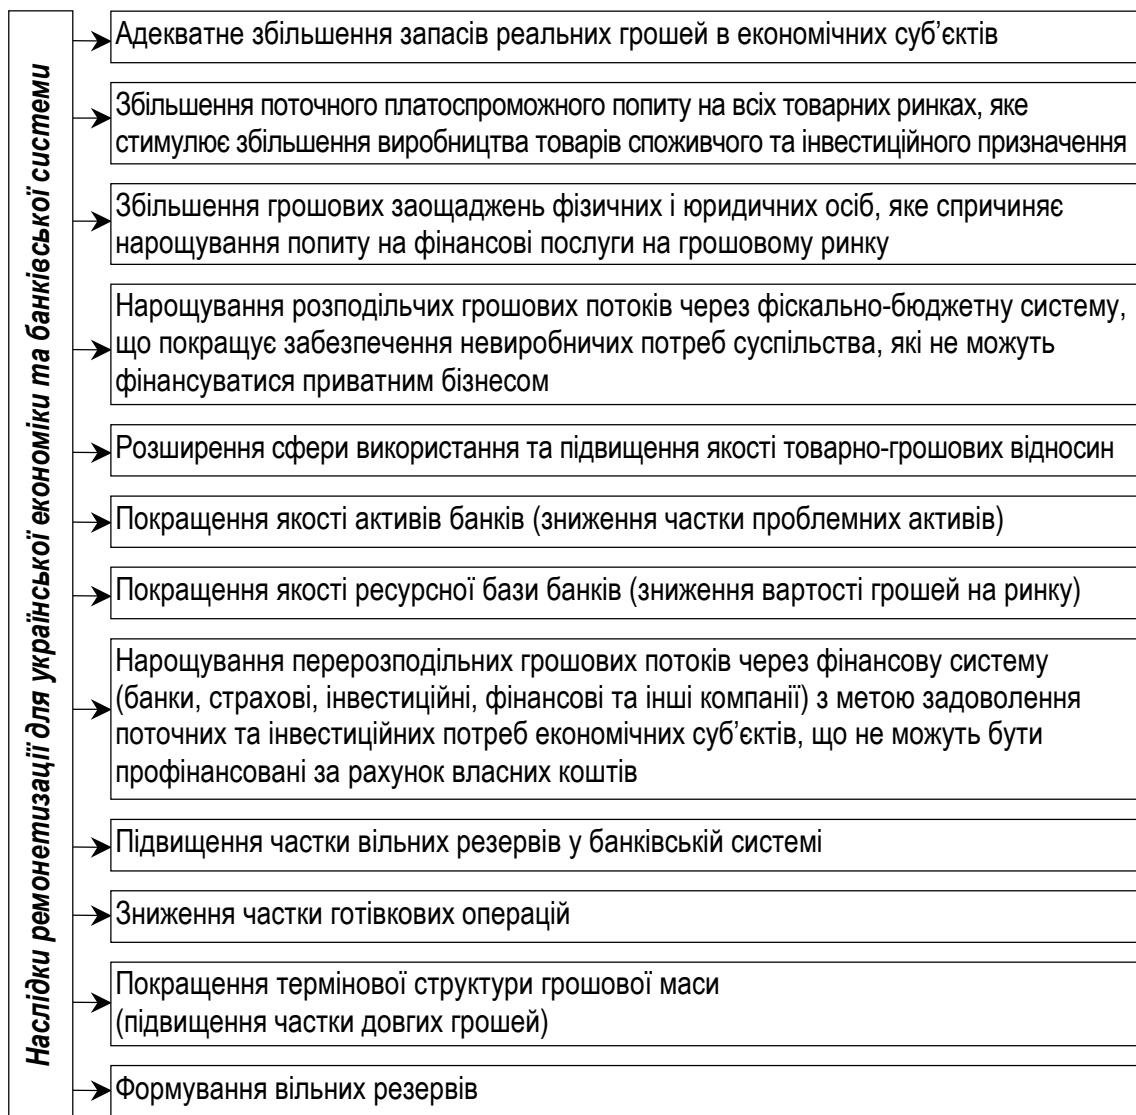 Наслідки ремонетизації для української економіки та банківської системи
Адекватне збільшення запасів реальних грошей в економічних суб’єктів
Збільшення поточного платоспроможного попиту на всіх товарних ринках, яке
стимулює збільшення виробництва товарів споживчого та інвестиційного призначення
Збільшення грошових заощаджень фізичних і юридичних осіб, яке спричиняє
нарощування попиту на фінансові послуги на грошовому ринку
Нарощування розподільчих грошових потоків через фіскально-бюджетну систему,
що покращує забезпечення невиробничих потреб суспільства, які не можуть
фінансуватися приватним бізнесом
Розширення сфери використання та підвищення якості товарно-грошових відносин
Покращення якості активів банків (зниження частки проблемних активів)
Покращення якості ресурсної бази банків (зниження вартості грошей на ринку)
Нарощування перерозподільних грошових потоків через фінансову систему
(банки, страхові, інвестиційні, фінансові та інші компанії) з метою задоволення
поточних та інвестиційних потреб економічних суб’єктів, що не можуть бути
профінансовані за рахунок власних коштів
Підвищення частки вільних резервів у банківській системі
Зниження частки готівкових операцій
Покращення термінової структури грошової маси
(підвищення частки довгих грошей)
Формування вільних резервів